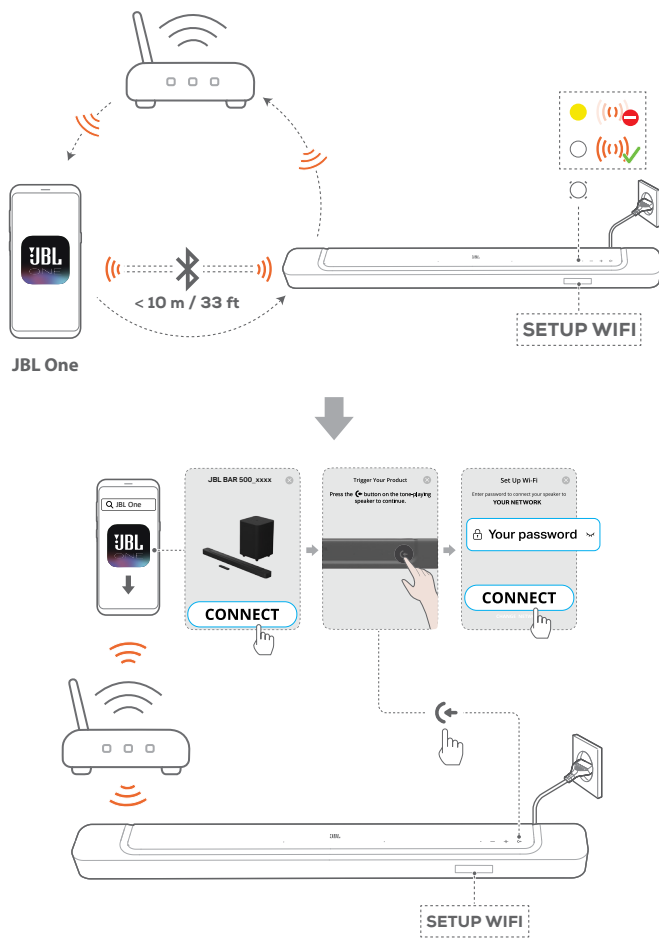 JBL
ONE
< 10 m / 33 ft
JBL
SETUP WIFI
JBL One
JBL One
JBL
JBL BAR 500_xxxx
CONNECT
Trigger Your Product
Press the button on the tone-playing
speaker to continue.
Set Up Wi-Fi
Enter password to connect your speaker to
YOUR NETWORK
Your password
CONNECT
JBL
SETUP WIFI